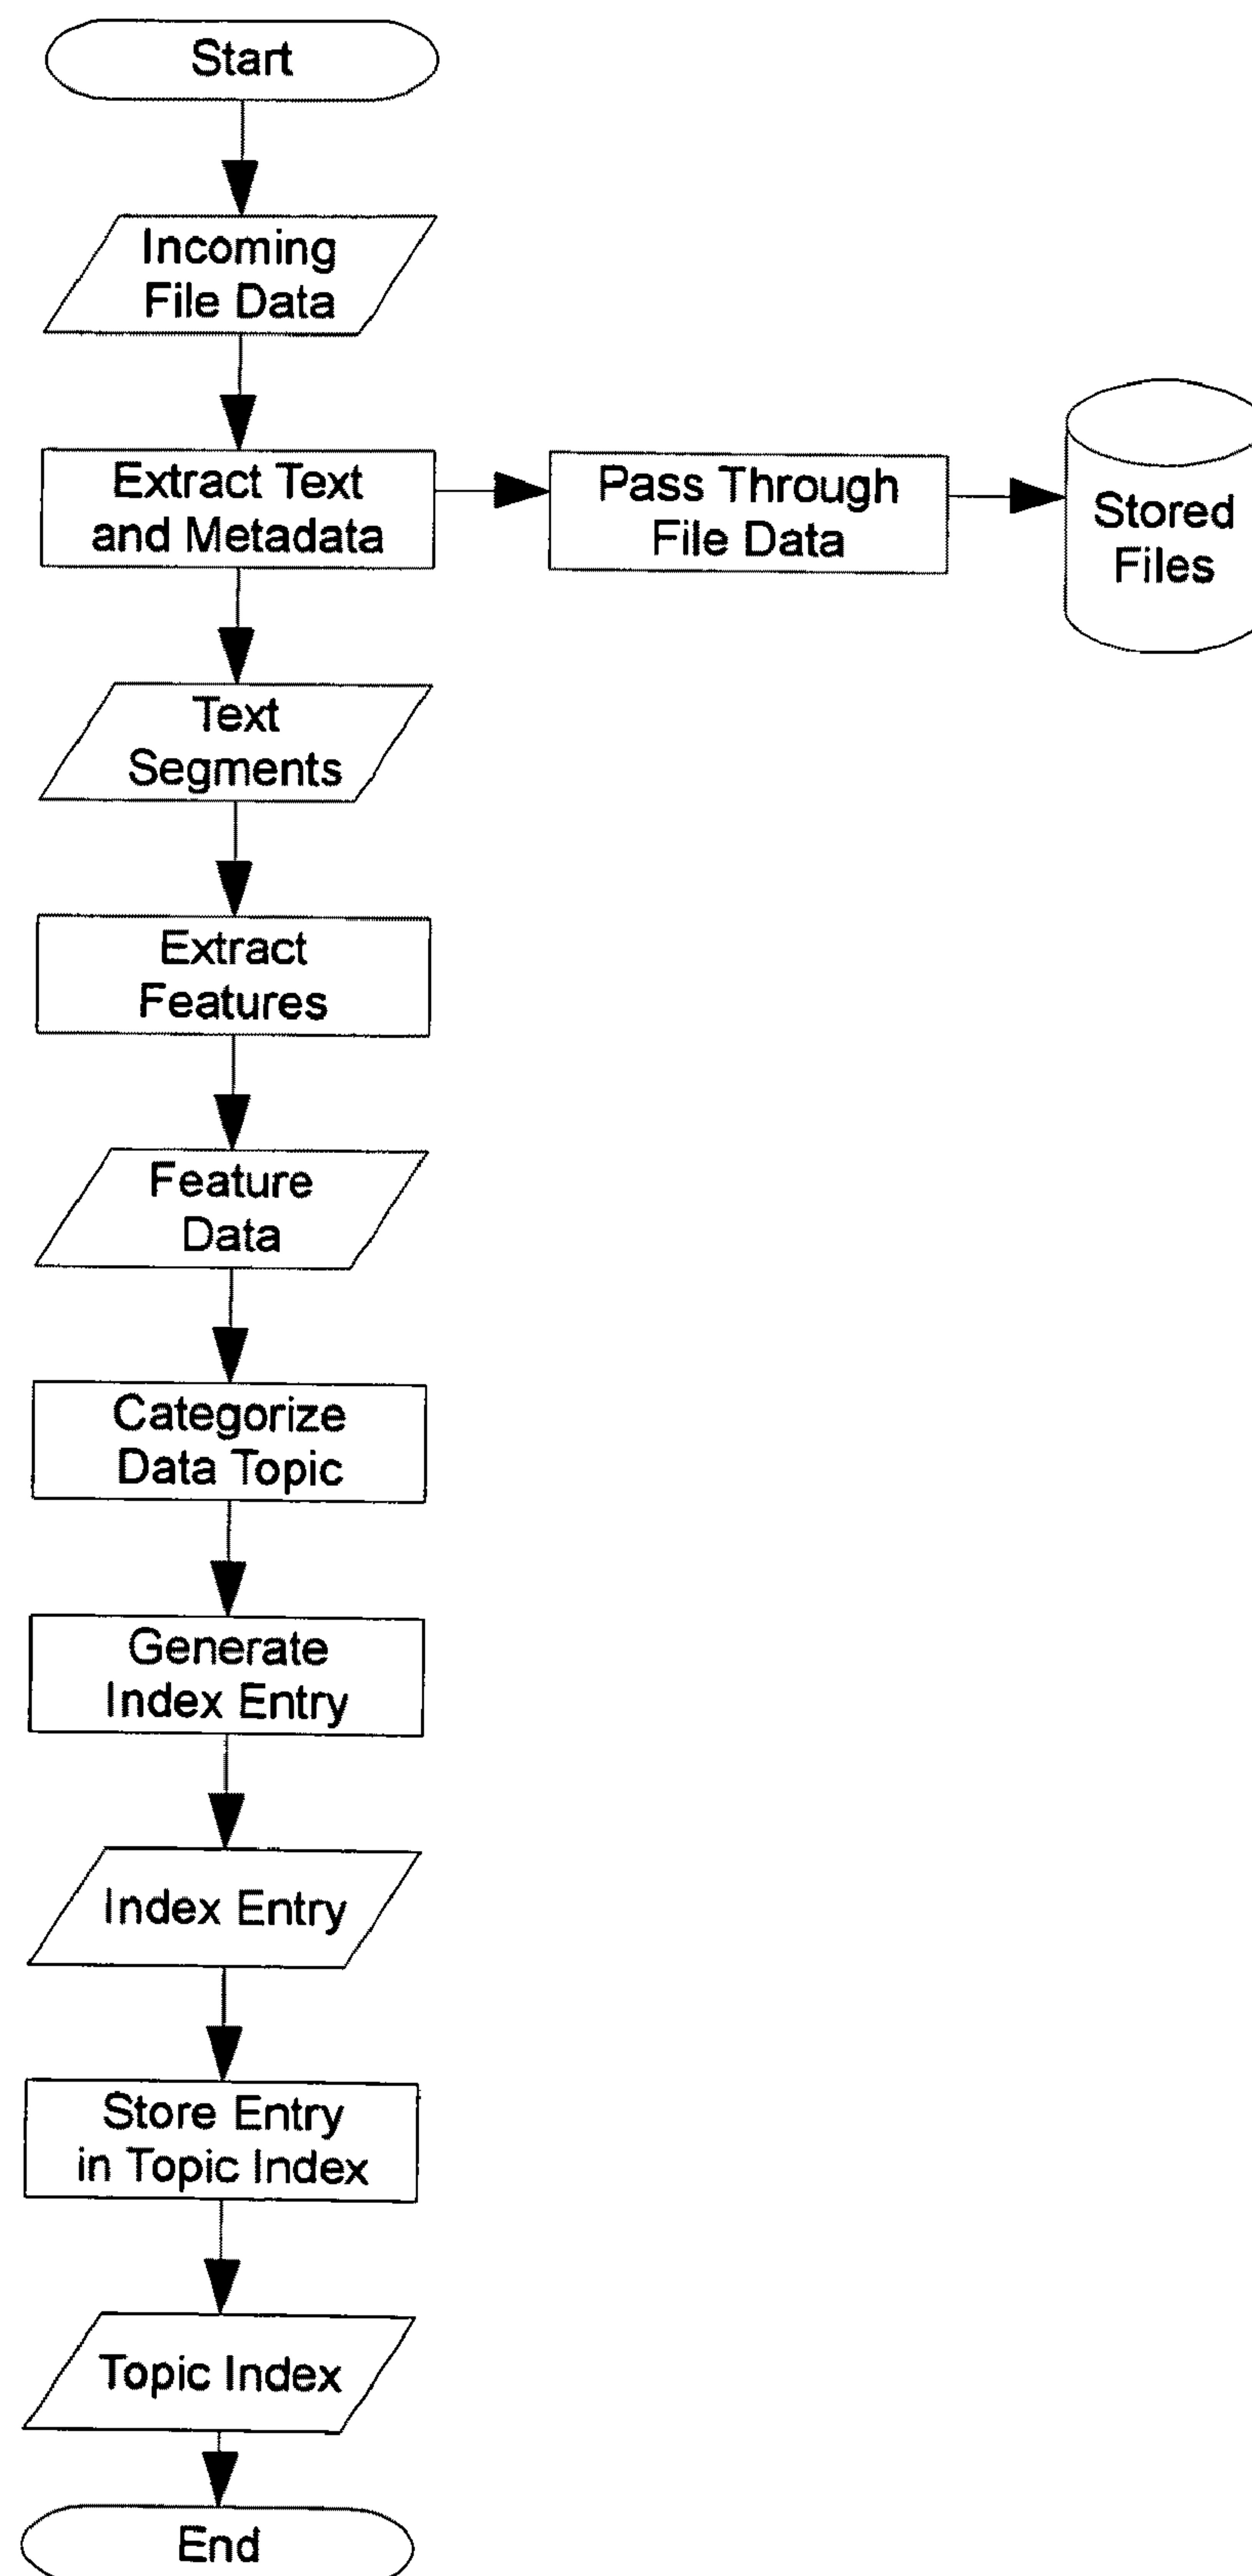 Start
Incoming
File Data
Extract Text
and Metadata
Pass Through
File Data
Stored
Files
Text
Segments
Extract
Features
Feature
Data
Categorize
Data Topic
Generate
Index Entry
Index Entry
Store Entry
in Topic Index
Topic Index
End